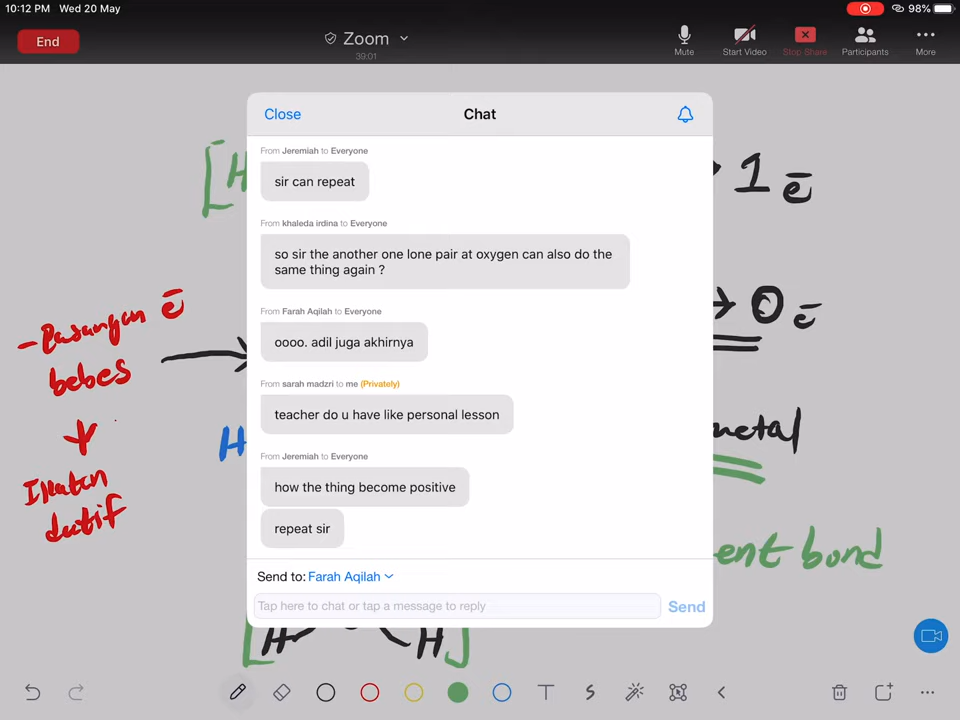 10:12 PM Wed 20 May
98%
End
Zoom
39:01
Mute
Start Video
Stop Share
Participants
More
Close
Chat
From Jeremiah to Everyone
sir can repeat
From khaleda irdina to Everyone
so sir the another one lone pair at oxygen can also do the
same thing again ?
From Farah Aqilah to Everyone
oooo. adil juga akhirnya
From sarah madzri to me (Privately)
teacher do u have like personal lesson
From Jeremiah to Everyone
how the thing become positive
repeat sir
Send to: Farah Aqilah
Tap here to chat or tap a message to reply
Send
[H
1 ē
- Pasangan ē
bebas
→ 0 ē
H
metal
Ikatan
datif
ent bond
[H
H]
T